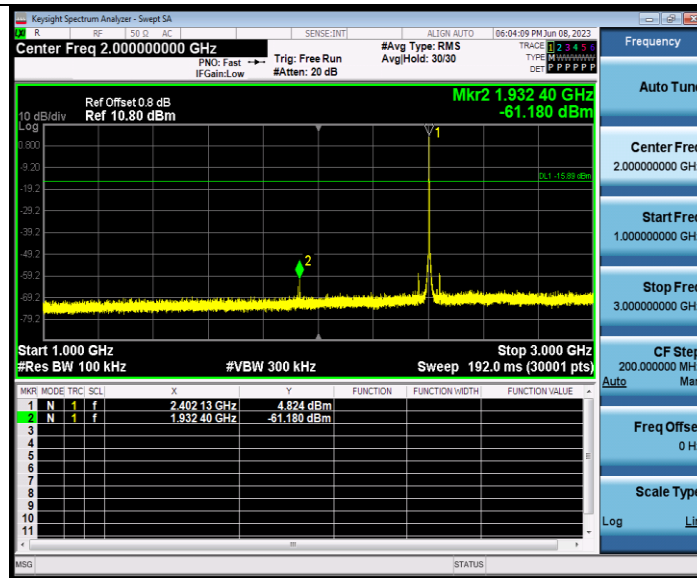 Keysight Spectrum Analyzer - Swept SA
LXI R RF 50 Ω AC SENSE:INT ALIGN AUTO 06:04:09 PM Jun 08, 2023
Center Freq 2.000000000 GHz
PNO: Fast
IFGain:Low
Trig: Free Run
#Atten: 20 dB
#Avg Type: RMS
Avg|Hold: 30/30
TRACE 1 2 3 4 5 6
TYPE M W W W W W
DET P P P P P P
Ref Offset 0.8 dB
10 dB/div Ref 10.80 dBm
Log
Mkr2 1.932 40 GHz
-61.180 dBm
1
0.800
-9.20
DL1 -15.89 dBm
-19.2
-29.2
-39.2
-49.2
2
-59.2
-69.2
-79.2
Start 1.000 GHz Stop 3.000 GHz
#Res BW 100 kHz #VBW 300 kHz Sweep 192.0 ms (30001 pts)
MKR MODE TRC SCL X Y FUNCTION FUNCTION WIDTH FUNCTION VALUE
1 N 1 f 2.402 13 GHz 4.824 dBm
2 N 1 f 1.932 40 GHz -61.180 dBm
3
4
5
6
7
8
9
10
11
MSG STATUS
Frequency
Auto Tune
Center Freq
2.000000000 GHz
Start Freq
1.000000000 GHz
Stop Freq
3.000000000 GHz
CF Step
200.000000 MHz
Auto Man
Freq Offset
0 Hz
Scale Type
Log Lin